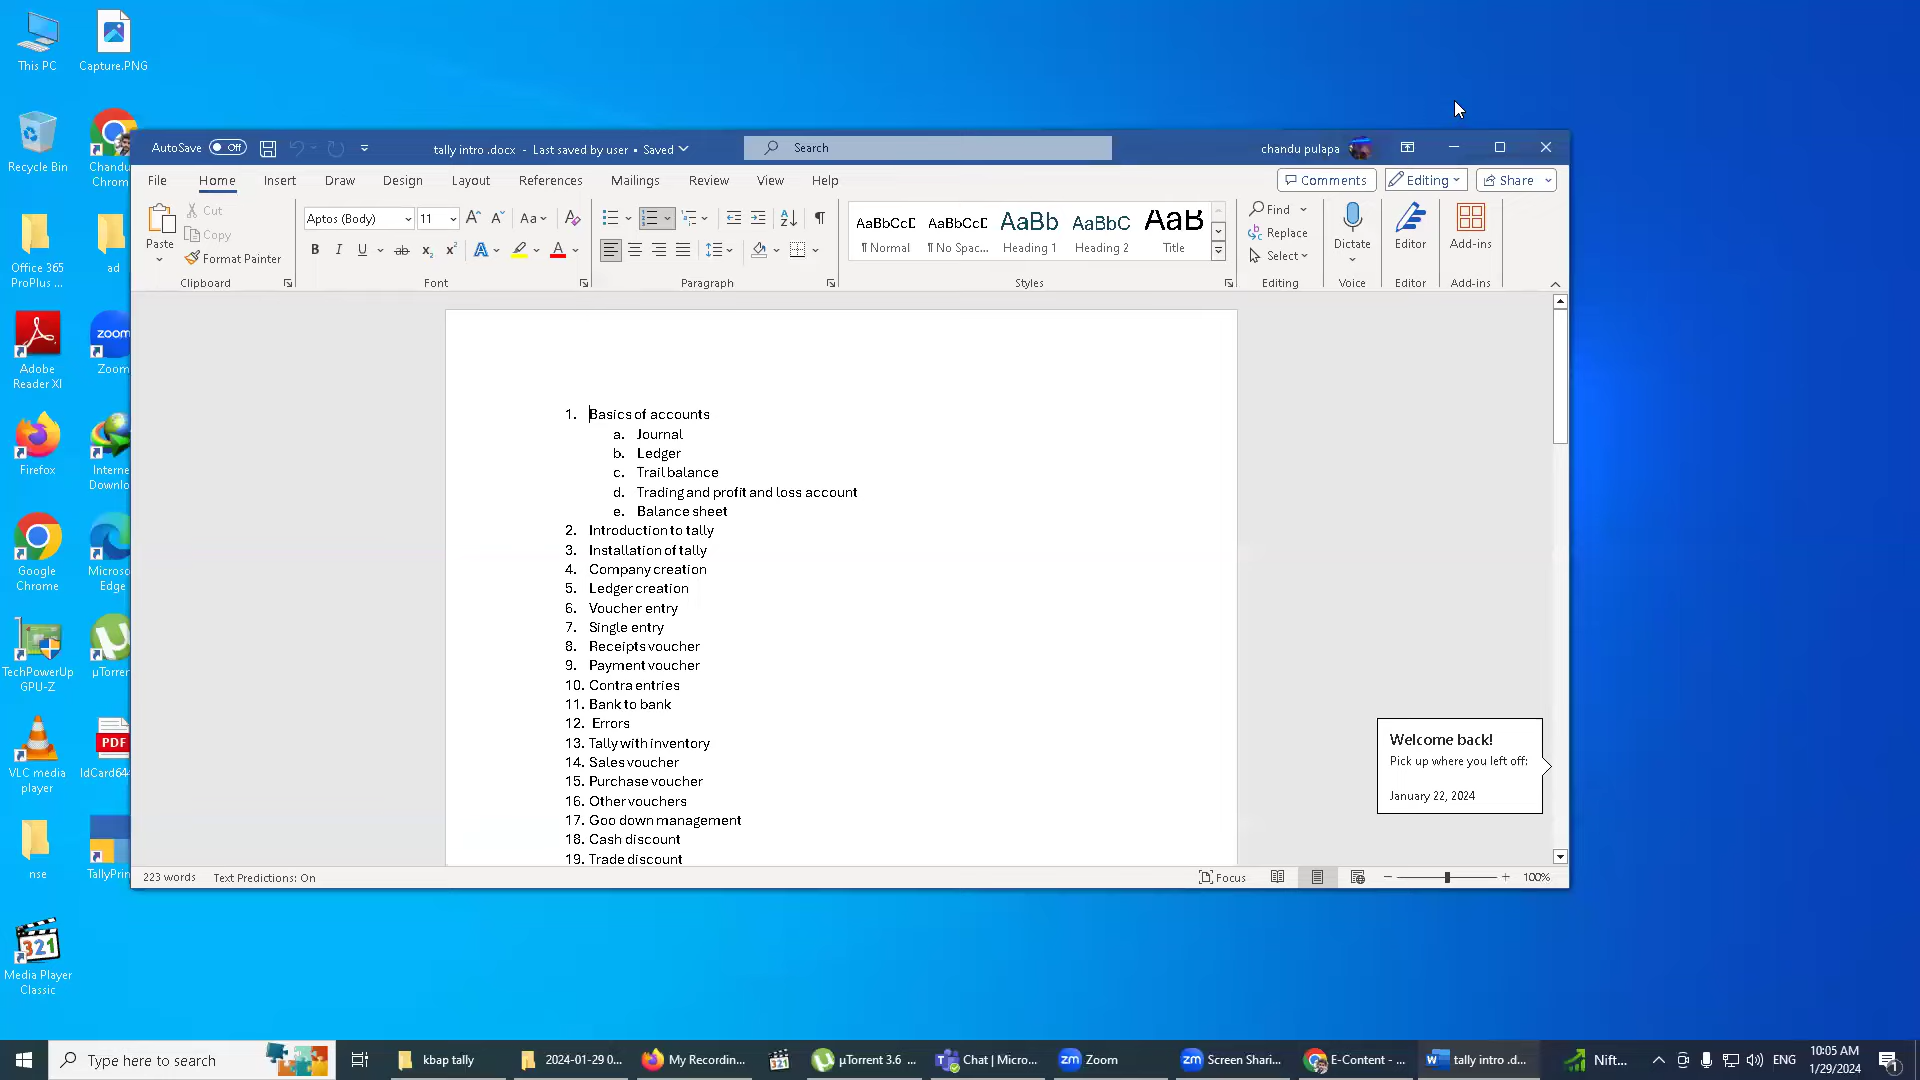 This PC
Capture.PNG
Recycle Bin
Chandu
Chrom
Office 365
ProPlus ...
ad
Adobe
Reader XI
zoom
Zoom
Firefox
Interne
Downlo
Google
Chrome
Microso
Edge
TechPowerUp
GPU-Z
µTorrer
VLC media
player
PDF
IdCard64
nse
TallyPrin
321
Media Player
Classic
AutoSave Off
tally intro .docx - Last saved by user • Saved
Search
chandu pulapa
File Home Insert Draw Design Layout References Mailings Review View Help
Comments Editing Share
Paste
Cut
Copy
Format Painter
Clipboard
Aptos (Body) 11
Font
Paragraph
AaBbCcD AaBbCcD AaBb AaBbC AaB
¶ Normal ¶ No Spac... Heading 1 Heading 2 Title
Styles
Find
Replace
Select
Editing
Dictate
Voice
Editor
Editor
Add-ins
Add-ins
1. Basics of accounts
a. Journal
b. Ledger
c. Trail balance
d. Trading and profit and loss account
e. Balance sheet
2. Introduction to tally
3. Installation of tally
4. Company creation
5. Ledger creation
6. Voucher entry
7. Single entry
8. Receipts voucher
9. Payment voucher
10. Contra entries
11. Bank to bank
12. Errors
13. Tally with inventory
14. Sales voucher
15. Purchase voucher
16. Other vouchers
17. Goo down management
18. Cash discount
19. Trade discount
Welcome back!
Pick up where you left off:
January 22, 2024
223 words Text Predictions: On
Focus
100%
Type here to search
kbap tally
2024-01-29 0...
My Recordin...
µTorrent 3.6 ...
Chat | Micro...
Zoom
Screen Shari...
E-Content - ...
tally intro .d...
Nift...
ENG
10:05 AM
1/29/2024